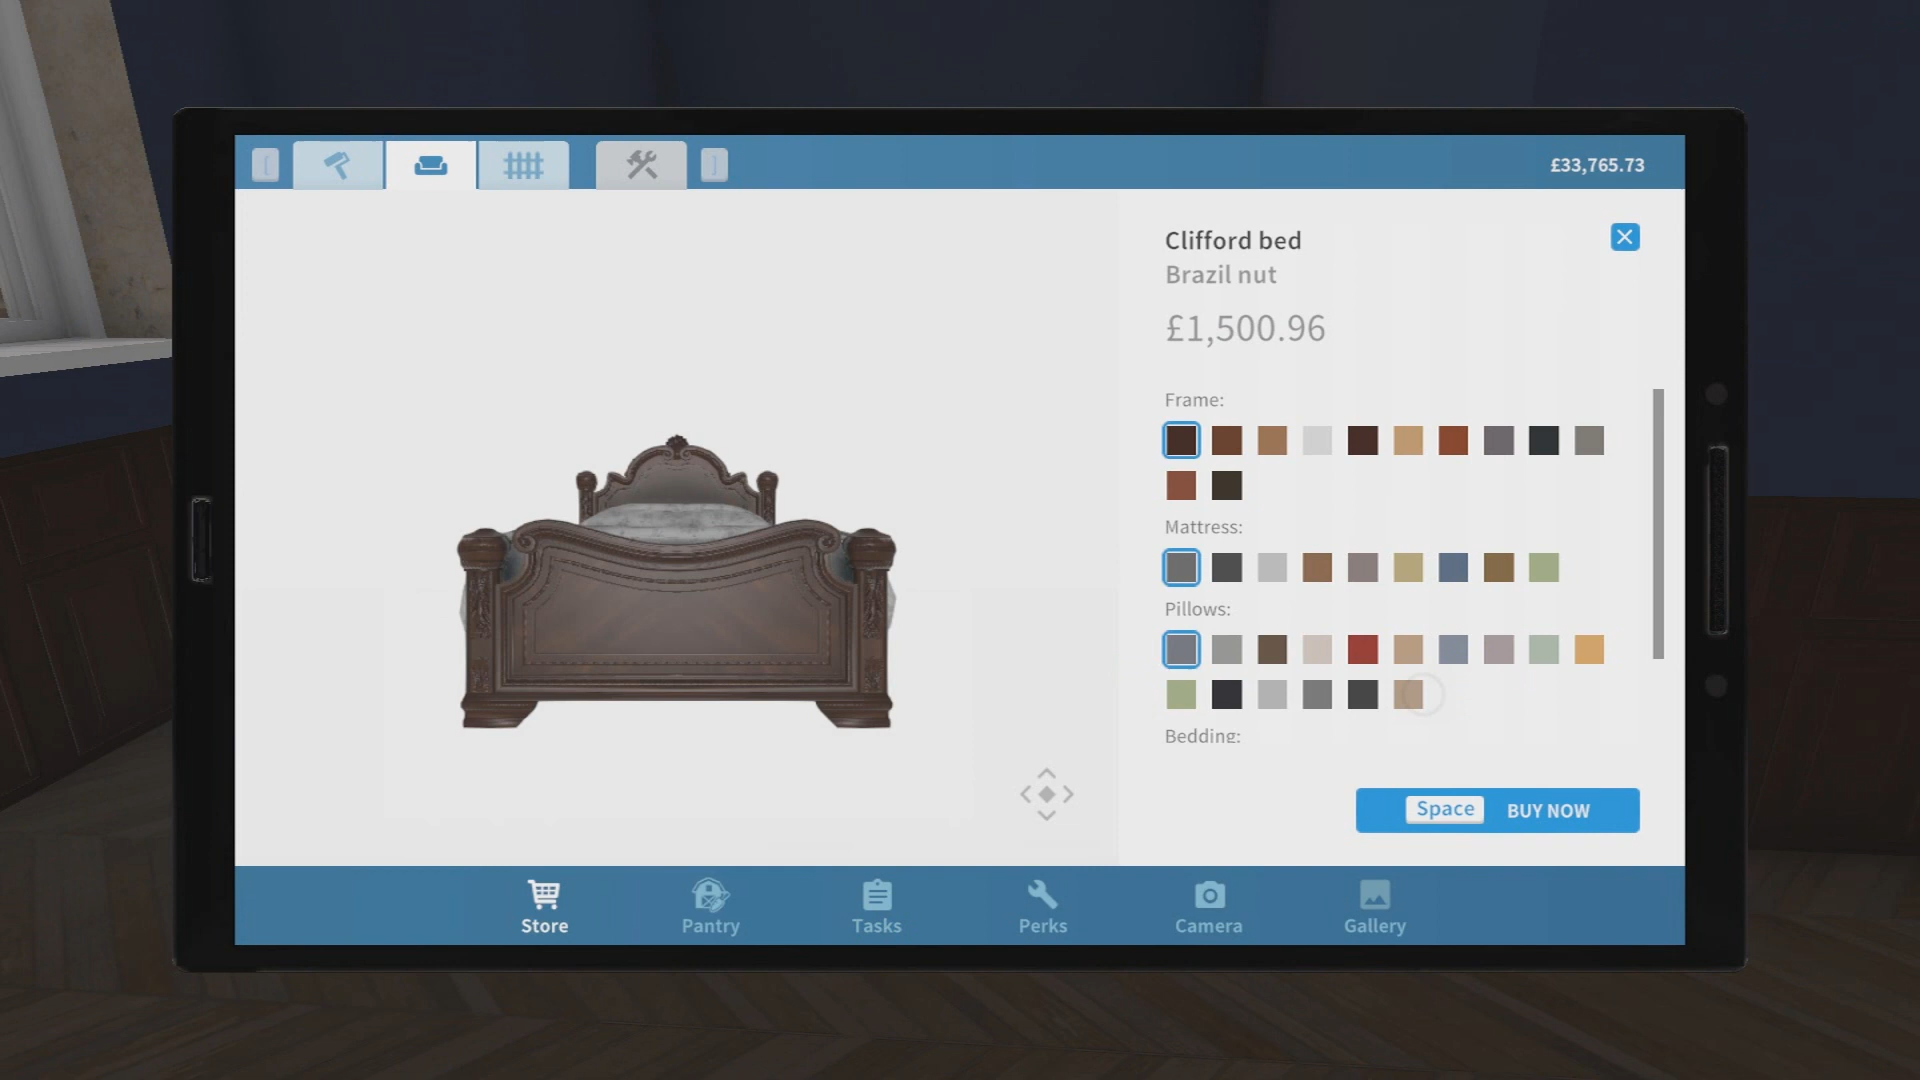 [ ] £33,765.73
Clifford bed
Brazil nut
£1,500.96
Frame:
Mattress:
Pillows:
Bedding:
Space BUY NOW
Store Pantry Tasks Perks Camera Gallery